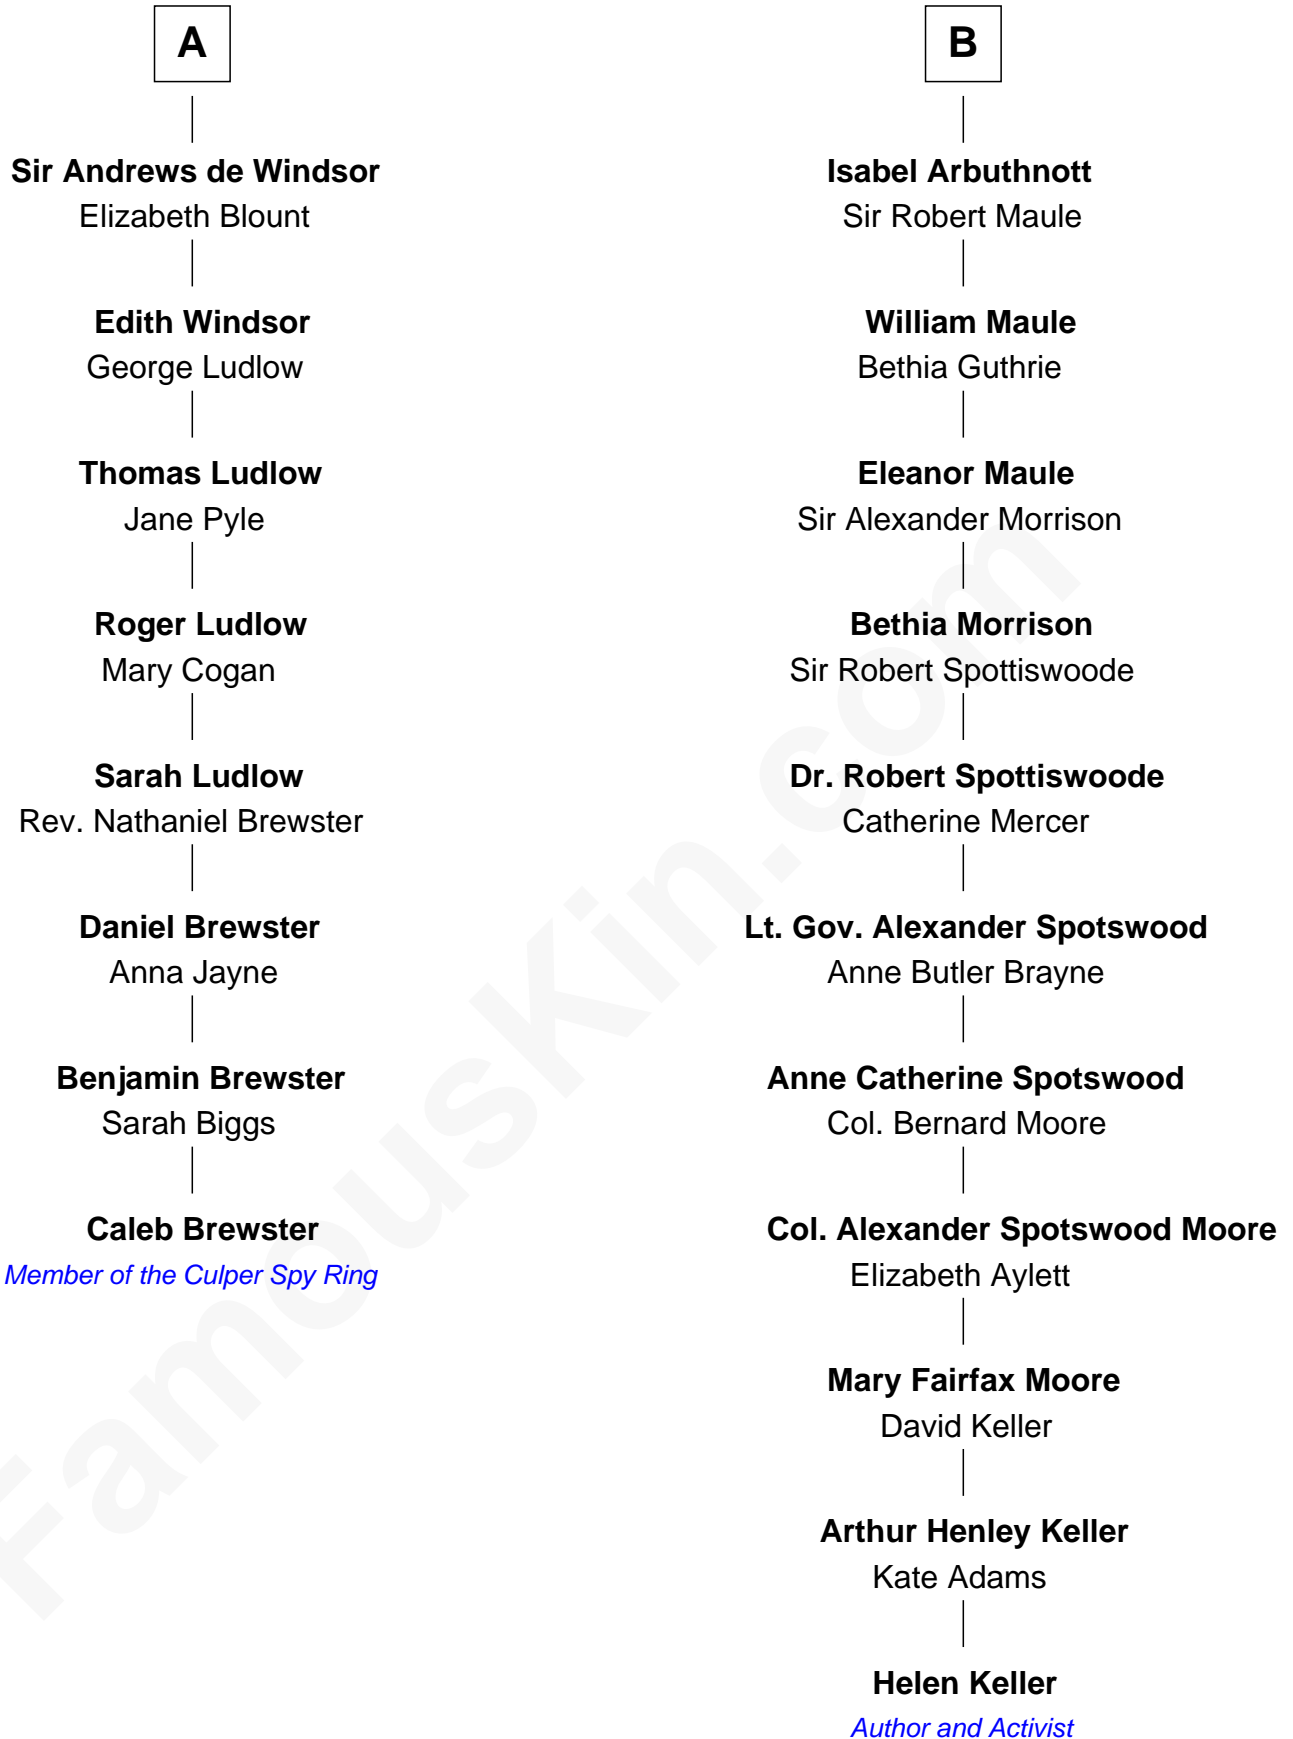 A
Sir Andrews de Windsor
Elizabeth Blount
Edith Windsor
George Ludlow
Thomas Ludlow
Jane Pyle
Roger Ludlow
Mary Cogan
Sarah Ludlow
Rev. Nathaniel Brewster
Daniel Brewster
Anna Jayne
Benjamin Brewster
Sarah Biggs
Caleb Brewster
Member of the Culper Spy Ring
B
Isabel Arbuthnott
Sir Robert Maule
William Maule
Bethia Guthrie
Eleanor Maule
Sir Alexander Morrison
Bethia Morrison
Sir Robert Spottiswoode
Dr. Robert Spottiswoode
Catherine Mercer
Lt. Gov. Alexander Spotswood
Anne Butler Brayne
Anne Catherine Spotswood
Col. Bernard Moore
Col. Alexander Spotswood Moore
Elizabeth Aylett
Mary Fairfax Moore
David Keller
Arthur Henley Keller
Kate Adams
Helen Keller
Author and Activist
FamousKin.com